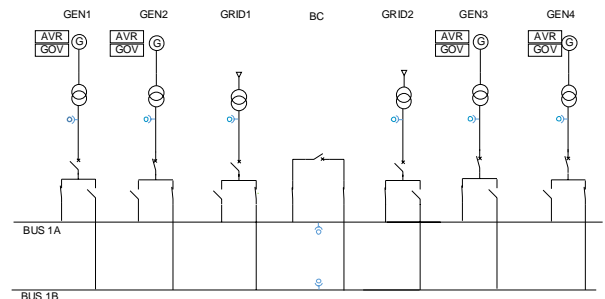 GEN1 GEN2 GRID1 BC GRID2 GEN3 GEN4
AVR G AVR G AVR G AVR G
GOV GOV GOV GOV
BUS 1A
BUS 1B